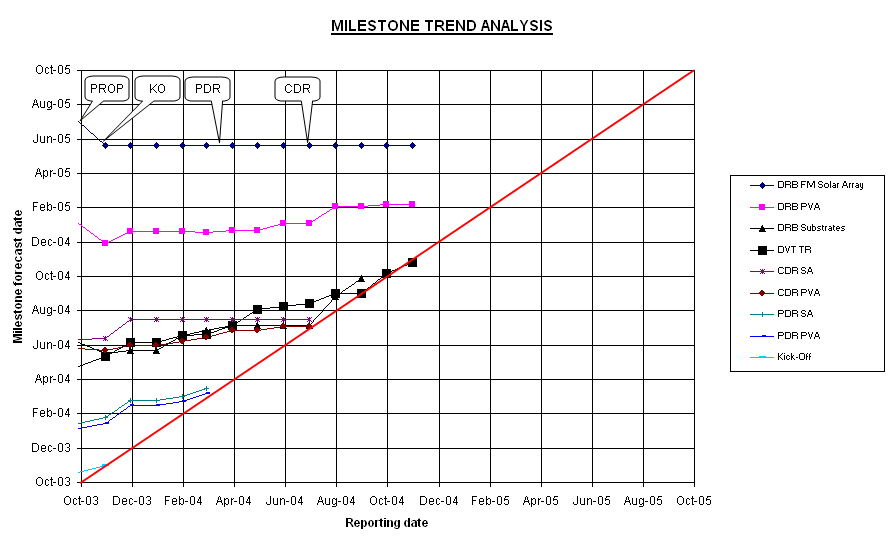 MILESTONE TREND ANALYSIS
Oct-05
Aug-05
Jun-05
Apr-05
Feb-05
Dec-04
Oct-04
Aug-04
Jun-04
Apr-04
Feb-04
Dec-03
Oct-03
Milestone forecast date
PROP
KO
PDR
CDR
Oct-03 Dec-03 Feb-04 Apr-04 Jun-04 Aug-04 Oct-04 Dec-04 Feb-05 Apr-05 Jun-05 Aug-05 Oct-05
Reporting date
DRB FM Solar Array
DRB PVA
DRB Substrates
DVT TR
CDR SA
CDR PVA
PDR SA
PDR PVA
Kick-Off